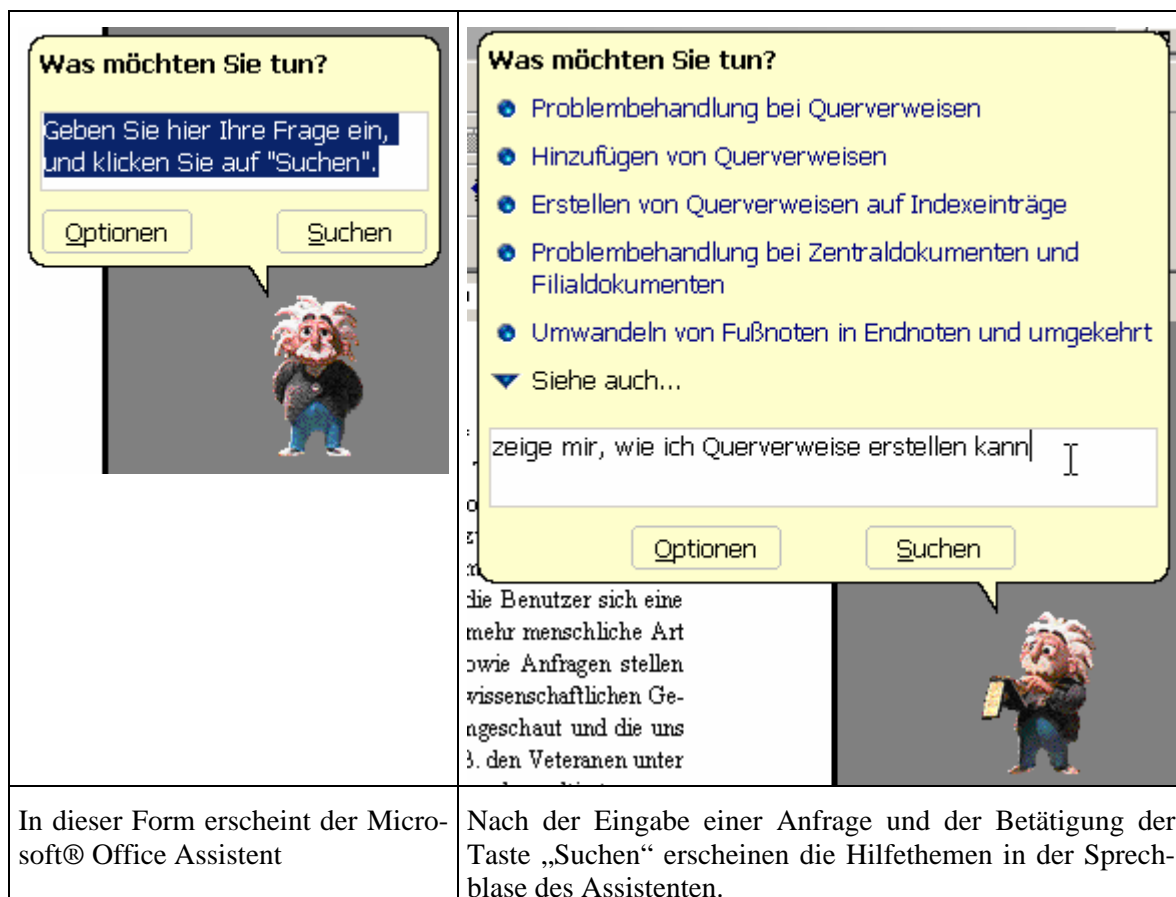 Was möchten Sie tun?
Geben Sie hier Ihre Frage ein,
und klicken Sie auf "Suchen".
Optionen Suchen
In dieser Form erscheint der Micro-
soft® Office Assistent
Was möchten Sie tun?
Problembehandlung bei Querverweisen
Hinzufügen von Querverweisen
Erstellen von Querverweisen auf Indexeinträge
Problembehandlung bei Zentraldokumenten und
Filialdokumenten
Umwandeln von Fußnoten in Endnoten und umgekehrt
Siehe auch...
zeige mir, wie ich Querverweise erstellen kann
Optionen Suchen
die Benutzer sich eine
mehr menschliche Art
owie Anfragen stellen
wissenschaftlichen Ge-
ngeschaut und die uns
B. den Veteranen unter
Nach der Eingabe einer Anfrage und der Betätigung der
Taste „Suchen“ erscheinen die Hilfethemen in der Sprech-
blase des Assistenten.